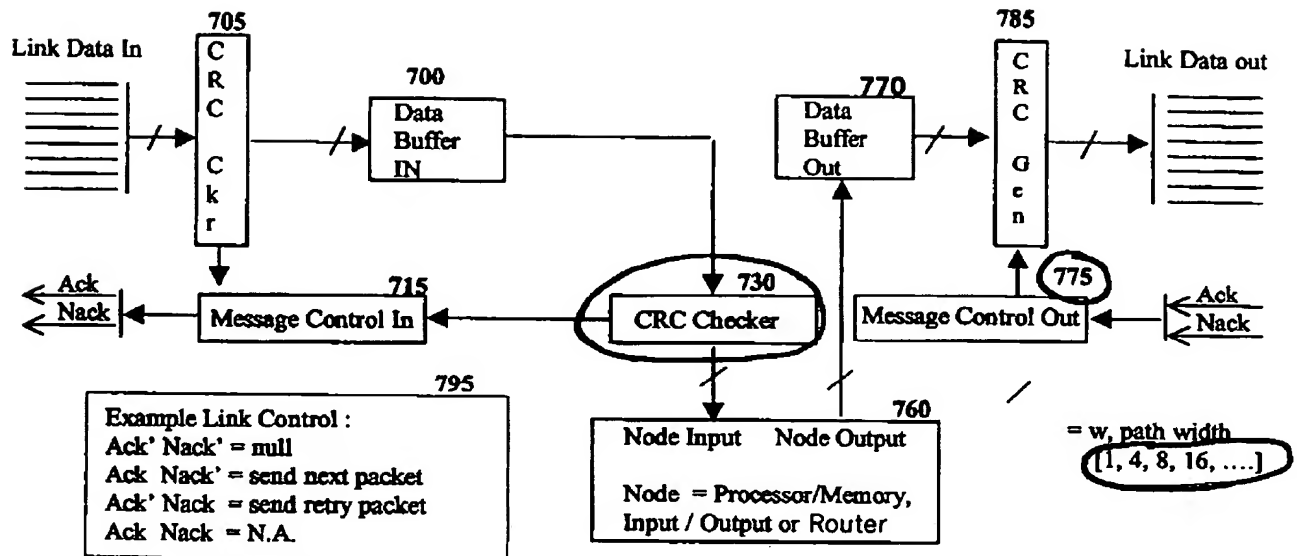 705
785
Link Data In
C
R
C
C
k
r
700
Data
Buffer
IN
770
Data
Buffer
Out
C
R
C
G
e
n
Link Data out
Ack
Nack
715
Message Control In
730
CRC Checker
775
Message Control Out
Ack
Nack
795
Example Link Control :
Ack' Nack' = null
Ack Nack' = send next packet
Ack' Nack = send retry packet
Ack Nack = N.A.
760
Node Input Node Output
Node = Processor/Memory,
Input / Output or Router
= w, path width
[1, 4, 8, 16, ....]